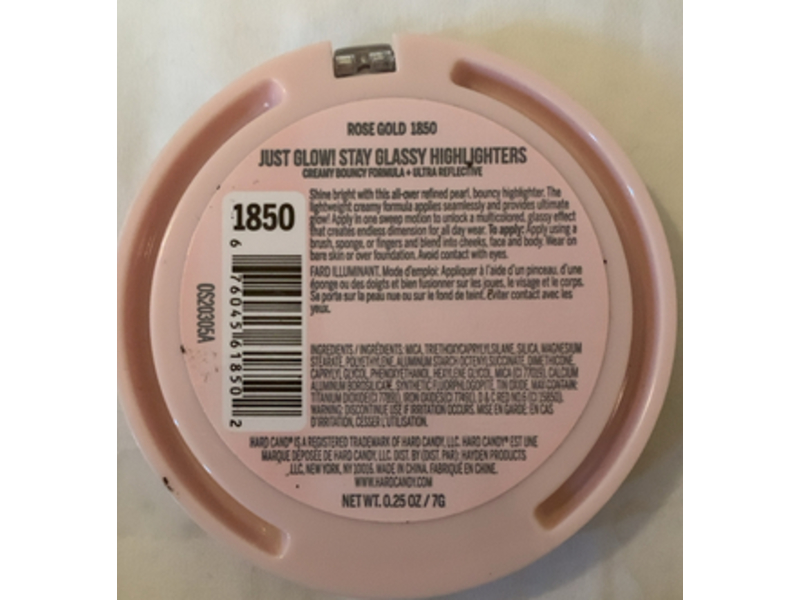 ROSE GOLD 1850
JUST GLOW! STAY GLASSY HIGHLIGHTERS
CREAMY BOUNCY FORMULA + ULTRA REFLECTIVE
Shine bright with this all-over refined pearl, bouncy highlighter. The
lightweight creamy formula applies seamlessly and provides ultimate
glow! Apply in one sweep motion to unlock a multicolored, glassy effect
that creates endless dimension for all day wear. To apply: Apply using a
brush, sponge, or fingers and blend into cheeks, face and body. Wear on
bare skin or over foundation. Avoid contact with eyes.
FARD ILLUMINANT. Mode d'emploi: Appliquer à l'aide d'un pinceau, d'une
éponge ou des doigts et bien fusionner sur les joues, le visage et le corps.
Se porte sur la peau nue ou sur le fond de teint. Éviter contact avec les
yeux.
1850
6 76045 61850 2
OS20305A
INGREDIENTS / INGRÉDIENTS: MICA, TRIETHOXYCAPRYLYLSILANE, SILICA, MAGNESIUM
STEARATE, POLYETHYLENE, ALUMINUM STARCH OCTENYLSUCCINATE, DIMETHICONE,
CAPRYLYL GLYCOL, PHENOXYETHANOL, HEXYLENE GLYCOL, MICA (CI 77019), CALCIUM
ALUMINUM BOROSILICATE, SYNTHETIC FLUORPHLOGOPITE, TIN OXIDE. MAY CONTAIN:
TITANIUM DIOXIDE (CI 77891), IRON OXIDES (CI 77491), D & C RED NO.6 (CI 15850).
WARNING: DISCONTINUE USE IF IRRITATION OCCURS. MISE EN GARDE: EN CAS
D'IRRITATION, CESSER L'UTILISATION.
HARD CAND® IS A REGISTERED TRADEMARK OF HARD CANDY, LLC. HARD CANDY® EST UNE
MARQUE DÉPOSÉE DE HARD CANDY, LLC. DIST. BY (DIST. PAR): HAYDEN PRODUCTS
,LLC, NEW YORK, NY 10016. MADE IN CHINA. FABRIQUÉ EN CHINE.
WWW.HARDCANDY.COM
NET WT. 0.25 OZ / 7G